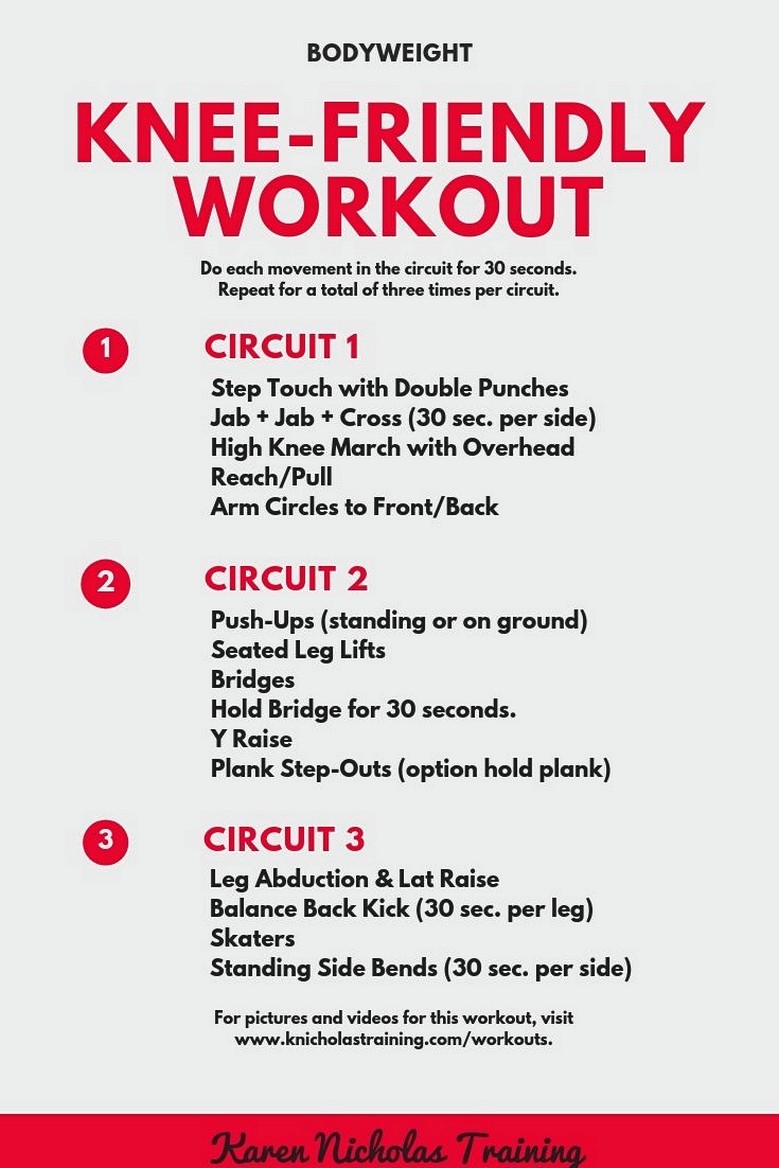 BODYWEIGHT
KNEE-FRIENDLY
WORKOUT
Do each movement in the circuit for 30 seconds.
Repeat for a total of three times per circuit.
1
CIRCUIT 1
Step Touch with Double Punches
Jab + Jab + Cross (30 sec. per side)
High Knee March with Overhead
Reach/Pull
Arm Circles to Front/Back
2
CIRCUIT 2
Push-Ups (standing or on ground)
Seated Leg Lifts
Bridges
Hold Bridge for 30 seconds.
Y Raise
Plank Step-Outs (option hold plank)
3
CIRCUIT 3
Leg Abduction & Lat Raise
Balance Back Kick (30 sec. per leg)
Skaters
Standing Side Bends (30 sec. per side)
For pictures and videos for this workout, visit
www.knicholastraining.com/workouts.
Karen Nicholas Training